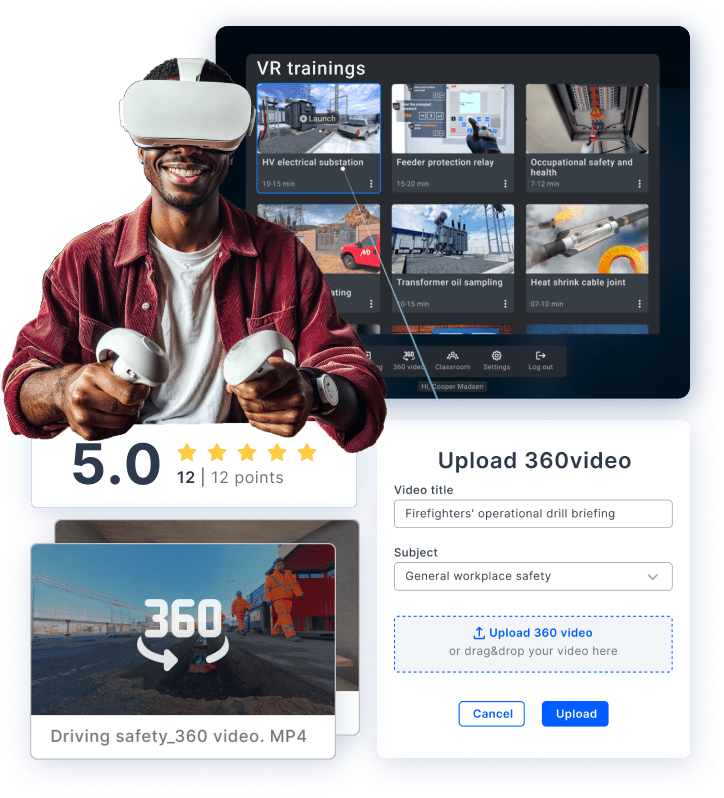 VR trainings
Launch
HV electrical substation
10-15 min
Feeder protection relay
15-20 min
Occupational safety and
health
7-12 min
Transformer oil sampling
10-15 min
Heat shrink cable joint
07-10 min
360 video
Classroom
Settings
Log out
Hi, Cooper Madsen
5.0
12 | 12 points
Upload 360video
Video title
Firefighters' operational drill briefing
Subject
General workplace safety
Upload 360 video
or drag&drop your video here
Cancel
Upload
360
Driving safety_360 video. MP4